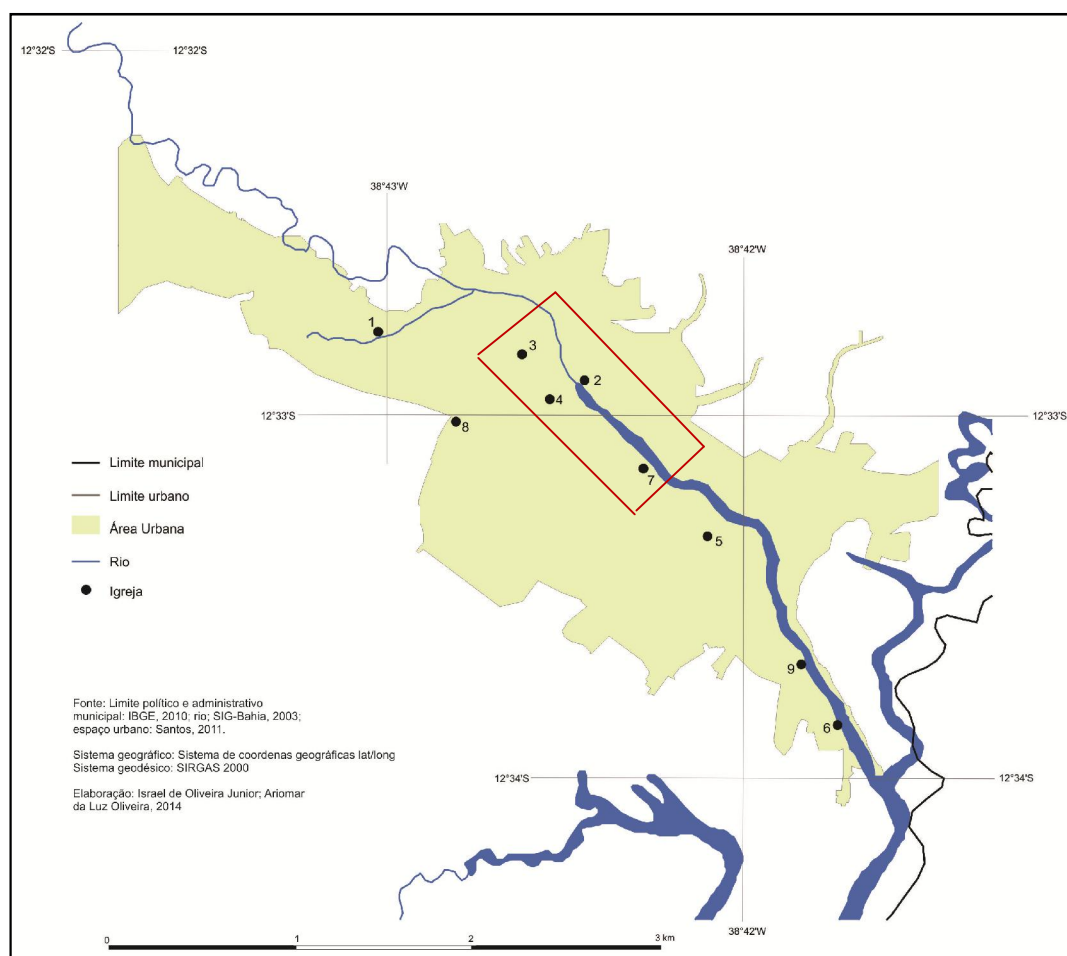 12°32'S
12°32'S
38°43'W
38°42'W
1
3
2
4
12°33'S
12°33'S
8
7
5
9
6
Limite municipal
Limite urbano
Área Urbana
Rio
Igreja
Fonte: Limite político e administrativo
municipal: IBGE, 2010; rio; SIG-Bahia, 2003;
espaço urbano: Santos, 2011.
Sistema geográfico: Sistema de coordenas geográficas lat/long
Sistema geodésico: SIRGAS 2000
Elaboração: Israel de Oliveira Junior; Ariomar
da Luz Oliveira, 2014
12°34'S
12°34'S
38°42'W
0
1
2
3 km